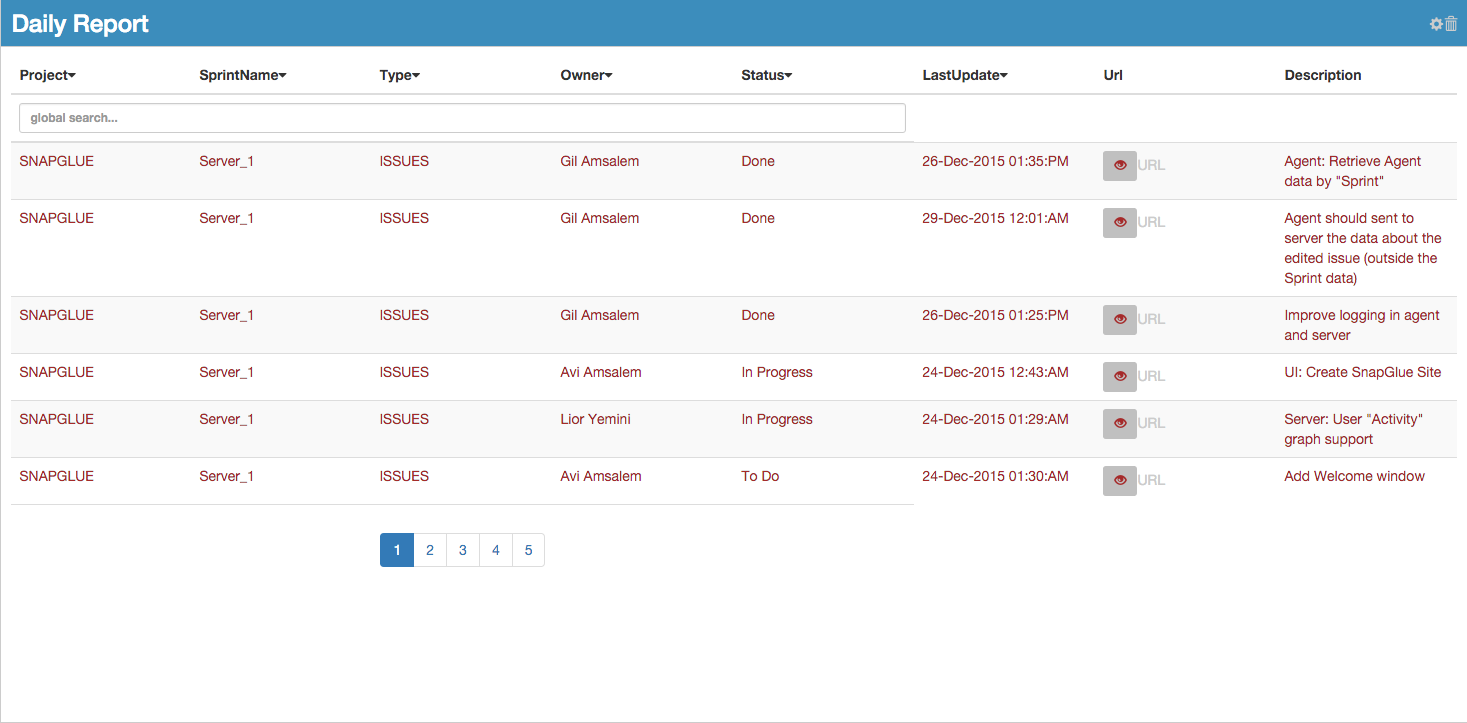 Daily Report
Project SprintName Type Owner Status LastUpdate Url Description
global search...
SNAPGLUE Server_1 ISSUES Gil Amsalem Done 26-Dec-2015 01:35:PM URL Agent: Retrieve Agent
data by "Sprint"
SNAPGLUE Server_1 ISSUES Gil Amsalem Done 29-Dec-2015 12:01:AM URL Agent should sent to
server the data about the
edited issue (outside the
Sprint data)
SNAPGLUE Server_1 ISSUES Gil Amsalem Done 26-Dec-2015 01:25:PM URL Improve logging in agent
and server
SNAPGLUE Server_1 ISSUES Avi Amsalem In Progress 24-Dec-2015 12:43:AM URL UI: Create SnapGlue Site
SNAPGLUE Server_1 ISSUES Lior Yemini In Progress 24-Dec-2015 01:29:AM URL Server: User "Activity"
graph support
SNAPGLUE Server_1 ISSUES Avi Amsalem To Do 24-Dec-2015 01:30:AM URL Add Welcome window
1 2 3 4 5